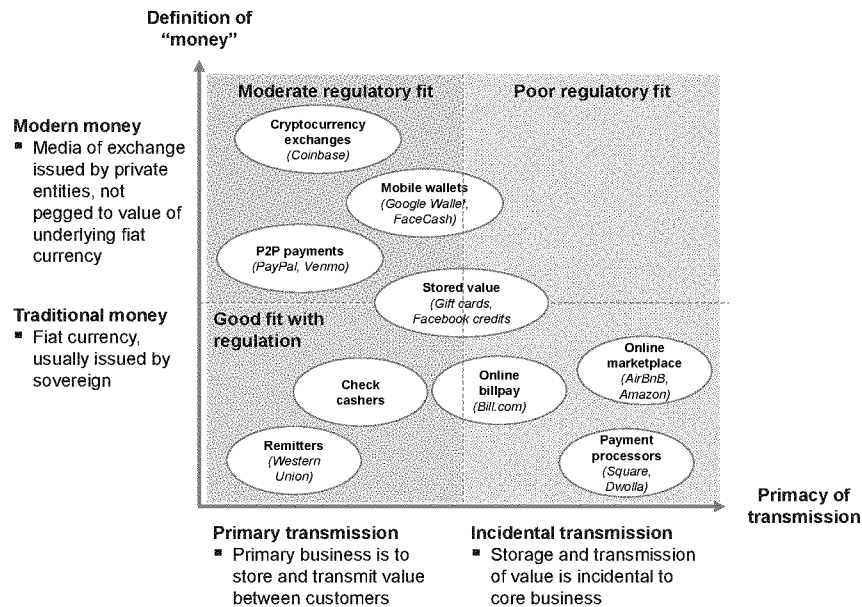 Definition of
“money”
Moderate regulatory fit
Poor regulatory fit
Modern money
▪ Media of exchange
issued by private
entities, not
pegged to value of
underlying fiat
currency
Cryptocurrency
exchanges
(Coinbase)
Mobile wallets
(Google Wallet,
FaceCash)
P2P payments
(PayPal, Venmo)
Stored value
(Gift cards,
Facebook credits
Traditional money
▪ Fiat currency,
usually issued by
sovereign
Good fit with
regulation
Check
cashers
Online
billpay
(Bill.com)
Online
marketplace
(AirBnB,
Amazon)
Remitters
(Western
Union)
Payment
processors
(Square,
Dwolla)
Primacy of
transmission
Primary transmission
▪ Primary business is to
store and transmit value
between customers
Incidental transmission
▪ Storage and transmission
of value is incidental to
core business